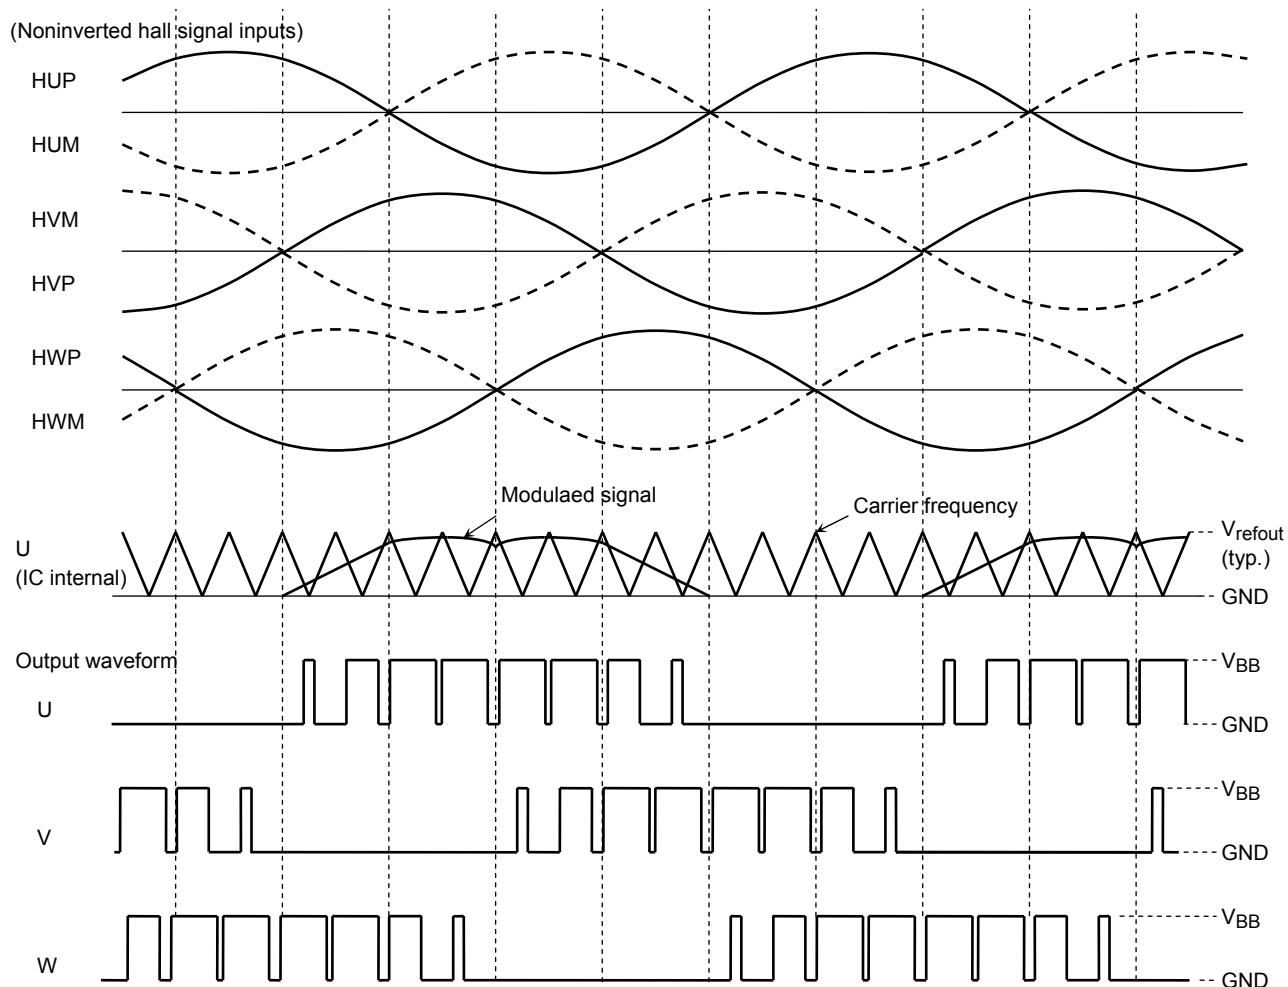 (Noninverted hall signal inputs)
HUP
HUM
HVM
HVP
HWP
HWM
Modulaed signal
Carrier frequency
Vrefout
(typ.)
U
(IC internal)
GND
Output waveform
VBB
U
GND
VBB
V
GND
VBB
W
GND